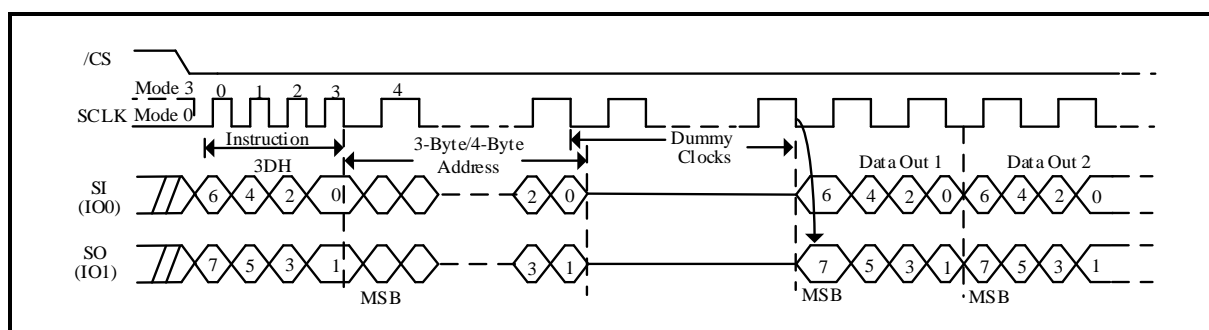 /CS
Mode 3 0 1 2 3 4
SCLK Mode 0
Instruction 3-Byte/4-Byte Dummy
3DH Address Clocks Data Out 1 Data Out 2
SI
(IO0)
6 4 2 0 2 0 6 4 2 0 6 4 2 0
SO
(IO1)
7 5 3 1 3 1 7 5 3 1 7 5 3 1
MSB MSB MSB